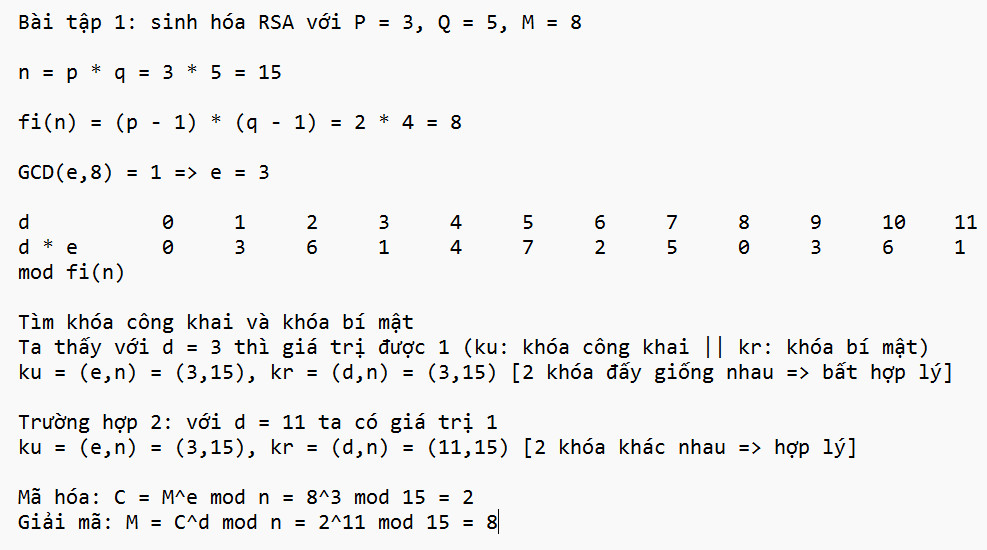 Bài tập 1: sinh hóa RSA với P = 3, Q = 5, M = 8
n = p * q = 3 * 5 = 15
fi(n) = (p - 1) * (q - 1) = 2 * 4 = 8
GCD(e,8) = 1 => e = 3
d 0 1 2 3 4 5 6 7 8 9 10 11
d * e 0 3 6 1 4 7 2 5 0 3 6 1
mod fi(n)
Tìm khóa công khai và khóa bí mật
Ta thấy với d = 3 thì giá trị được 1 (ku: khóa công khai || kr: khóa bí mật)
ku = (e,n) = (3,15), kr = (d,n) = (3,15) [2 khóa đấy giống nhau => bất hợp lý]
Trường hợp 2: với d = 11 ta có giá trị 1
ku = (e,n) = (3,15), kr = (d,n) = (11,15) [2 khóa khác nhau => hợp lý]
Mã hóa: C = M^e mod n = 8^3 mod 15 = 2
Giải mã: M = C^d mod n = 2^11 mod 15 = 8